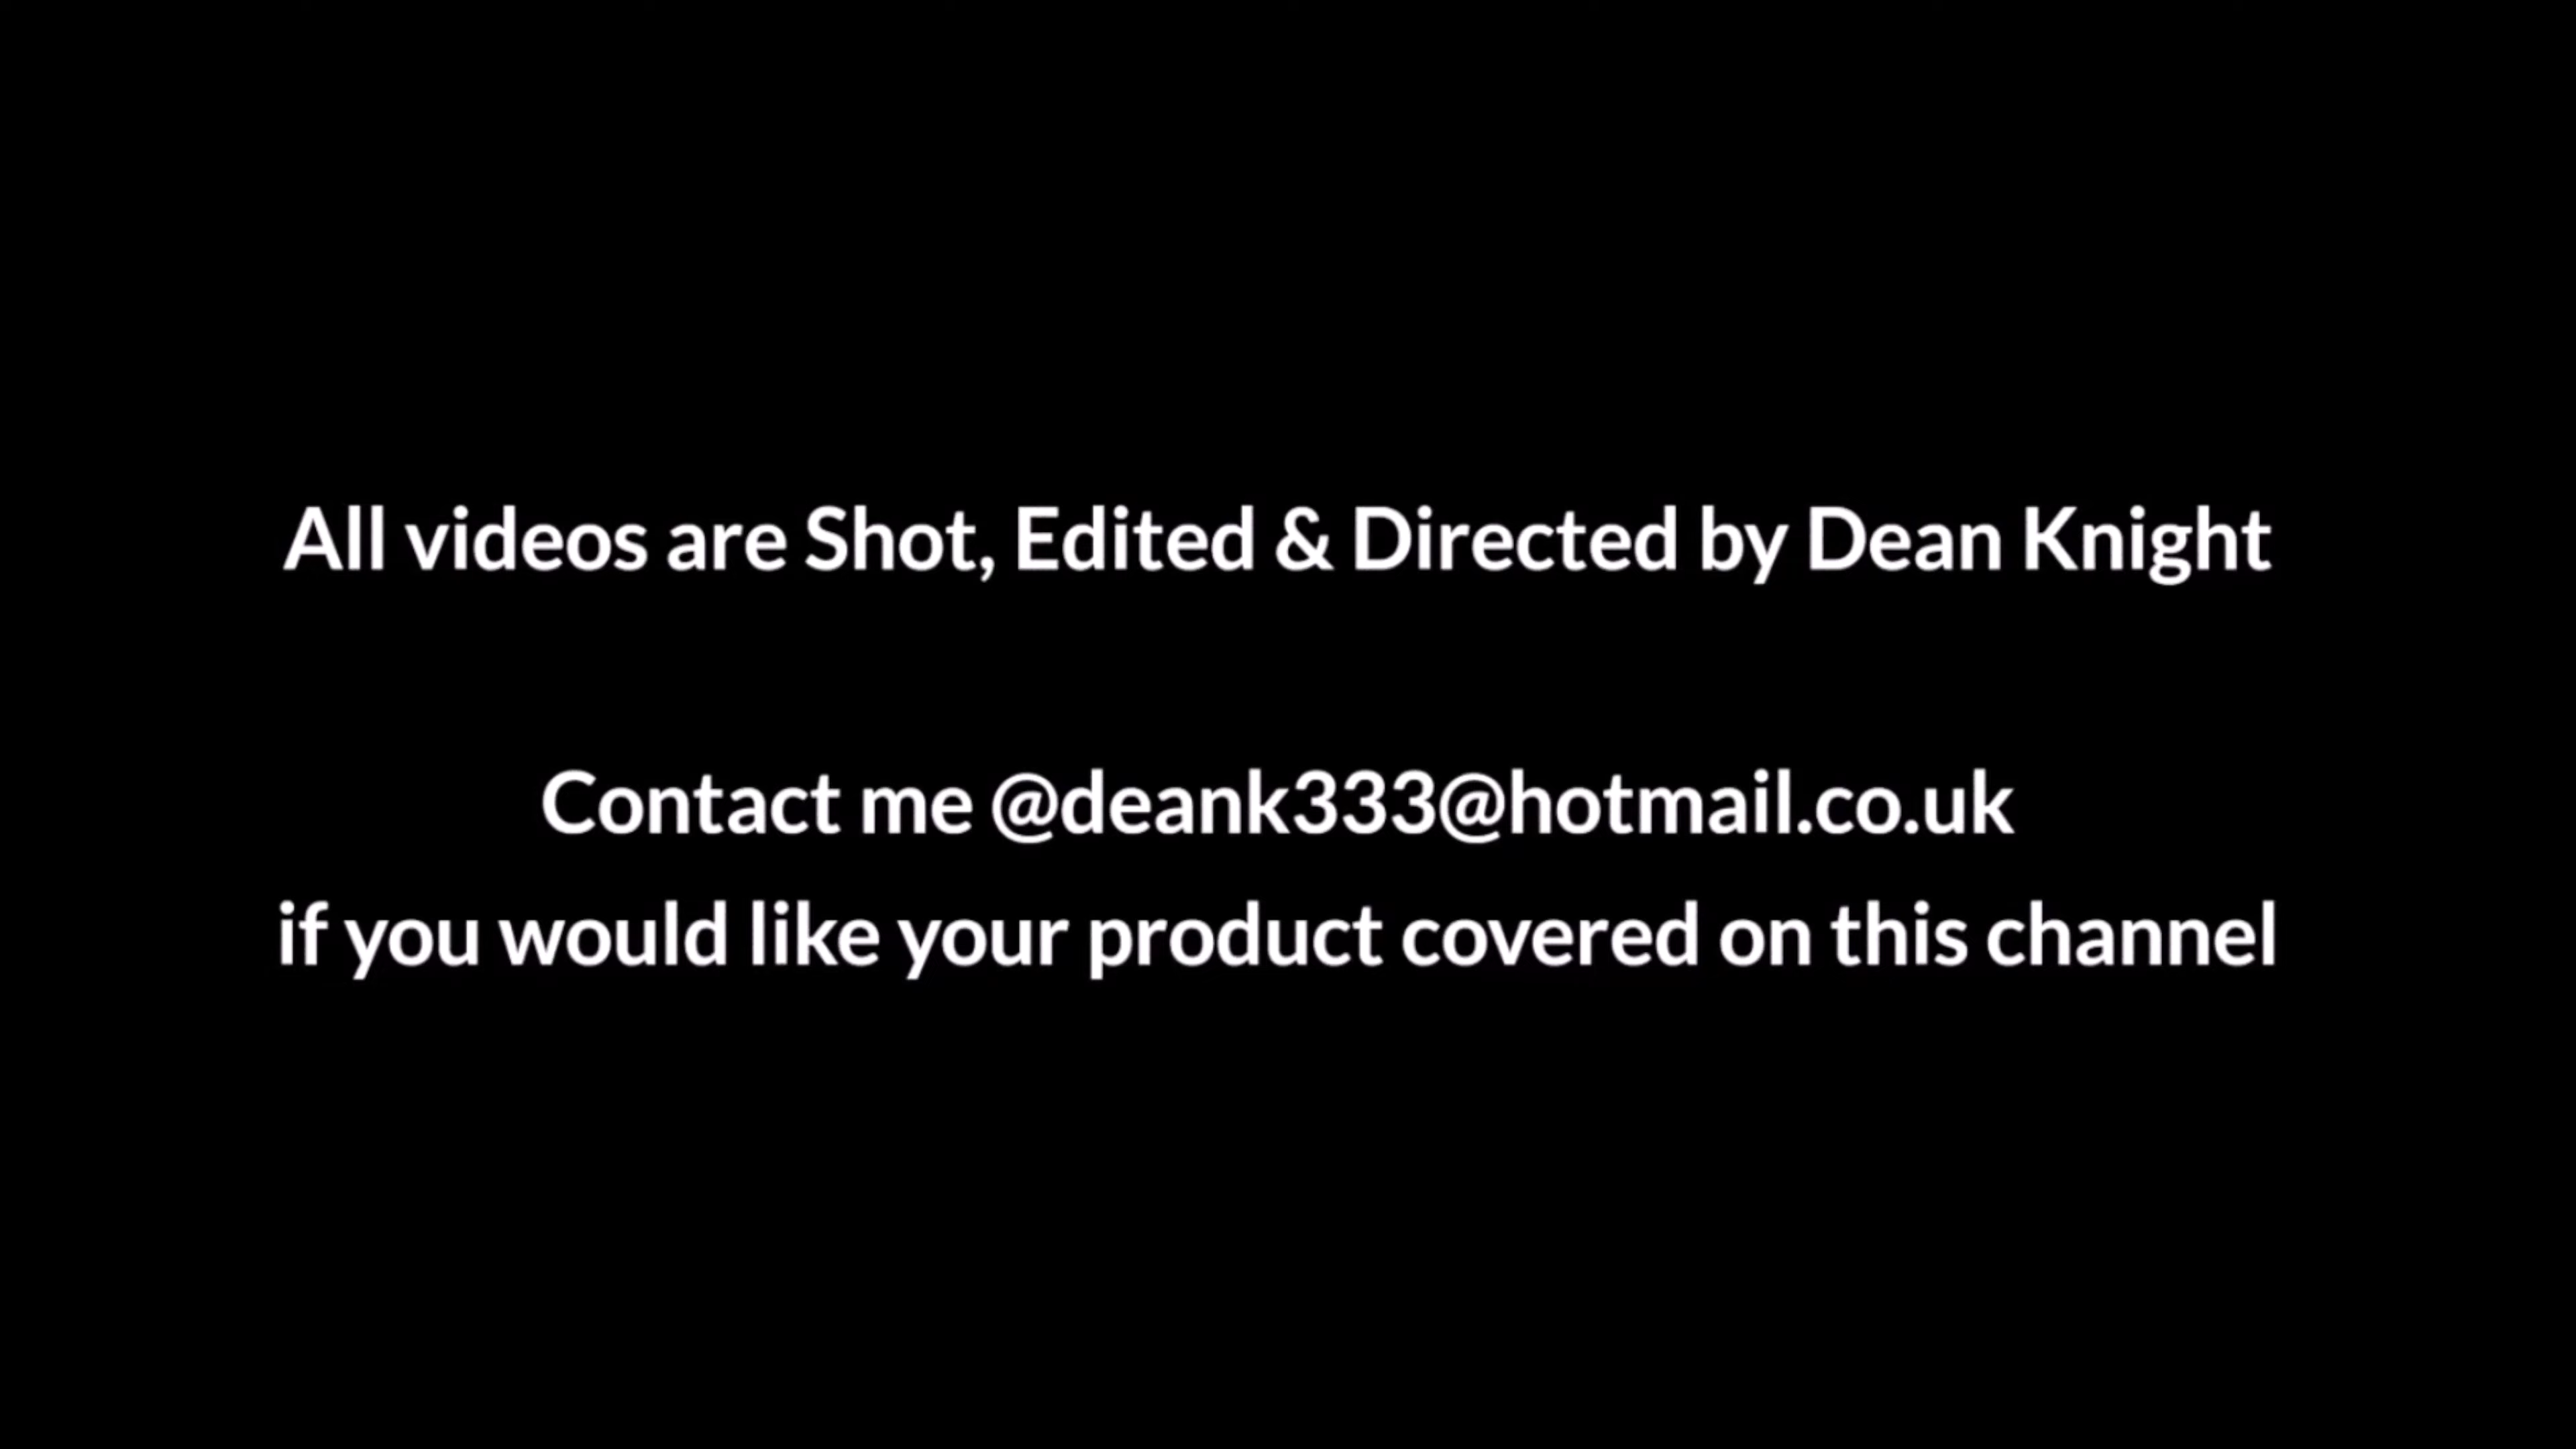 All videos are Shot, Edited & Directed by Dean Knight
Contact me @deank333@hotmail.co.uk
if you would like your product covered on this channel